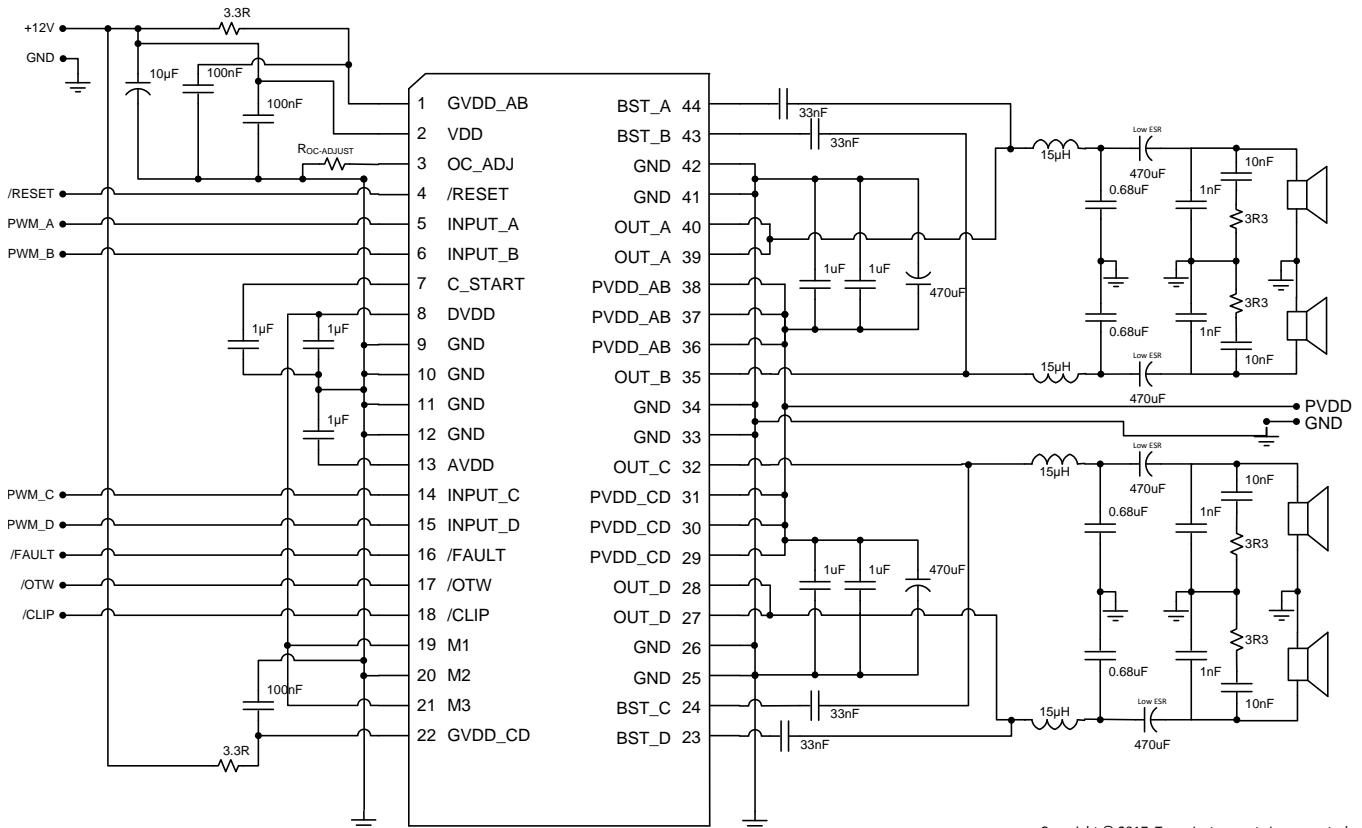 3.3R
+12V
GND
10µF
100nF
100nF
ROC-ADJUST
/RESET
PWM_A
PWM_B
1µF
1µF
1µF
PWM_C
PWM_D
/FAULT
/OTW
/CLIP
100nF
3.3R
1 GVDD_AB
2 VDD
3 OC_ADJ
4 /RESET
5 INPUT_A
6 INPUT_B
7 C_START
8 DVDD
9 GND
10 GND
11 GND
12 GND
13 AVDD
14 INPUT_C
15 INPUT_D
16 /FAULT
17 /OTW
18 /CLIP
19 M1
20 M2
21 M3
22 GVDD_CD
BST_A 44
BST_B 43
GND 42
GND 41
OUT_A 40
OUT_A 39
PVDD_AB 38
PVDD_AB 37
PVDD_AB 36
OUT_B 35
GND 34
GND 33
OUT_C 32
PVDD_CD 31
PVDD_CD 30
PVDD_CD 29
OUT_D 28
OUT_D 27
GND 26
GND 25
BST_C 24
BST_D 23
33nF
33nF
1uF
1uF
470uF
15µH
Low ESR
470uF
0.68uF
1nF
10nF
3R3
3R3
0.68uF
1nF
10nF
15µH
Low ESR
470uF
PVDD
GND
15µH
Low ESR
470uF
0.68uF
1nF
10nF
3R3
1uF
1uF
470uF
3R3
0.68uF
1nF
10nF
33nF
33nF
15µH
Low ESR
470uF